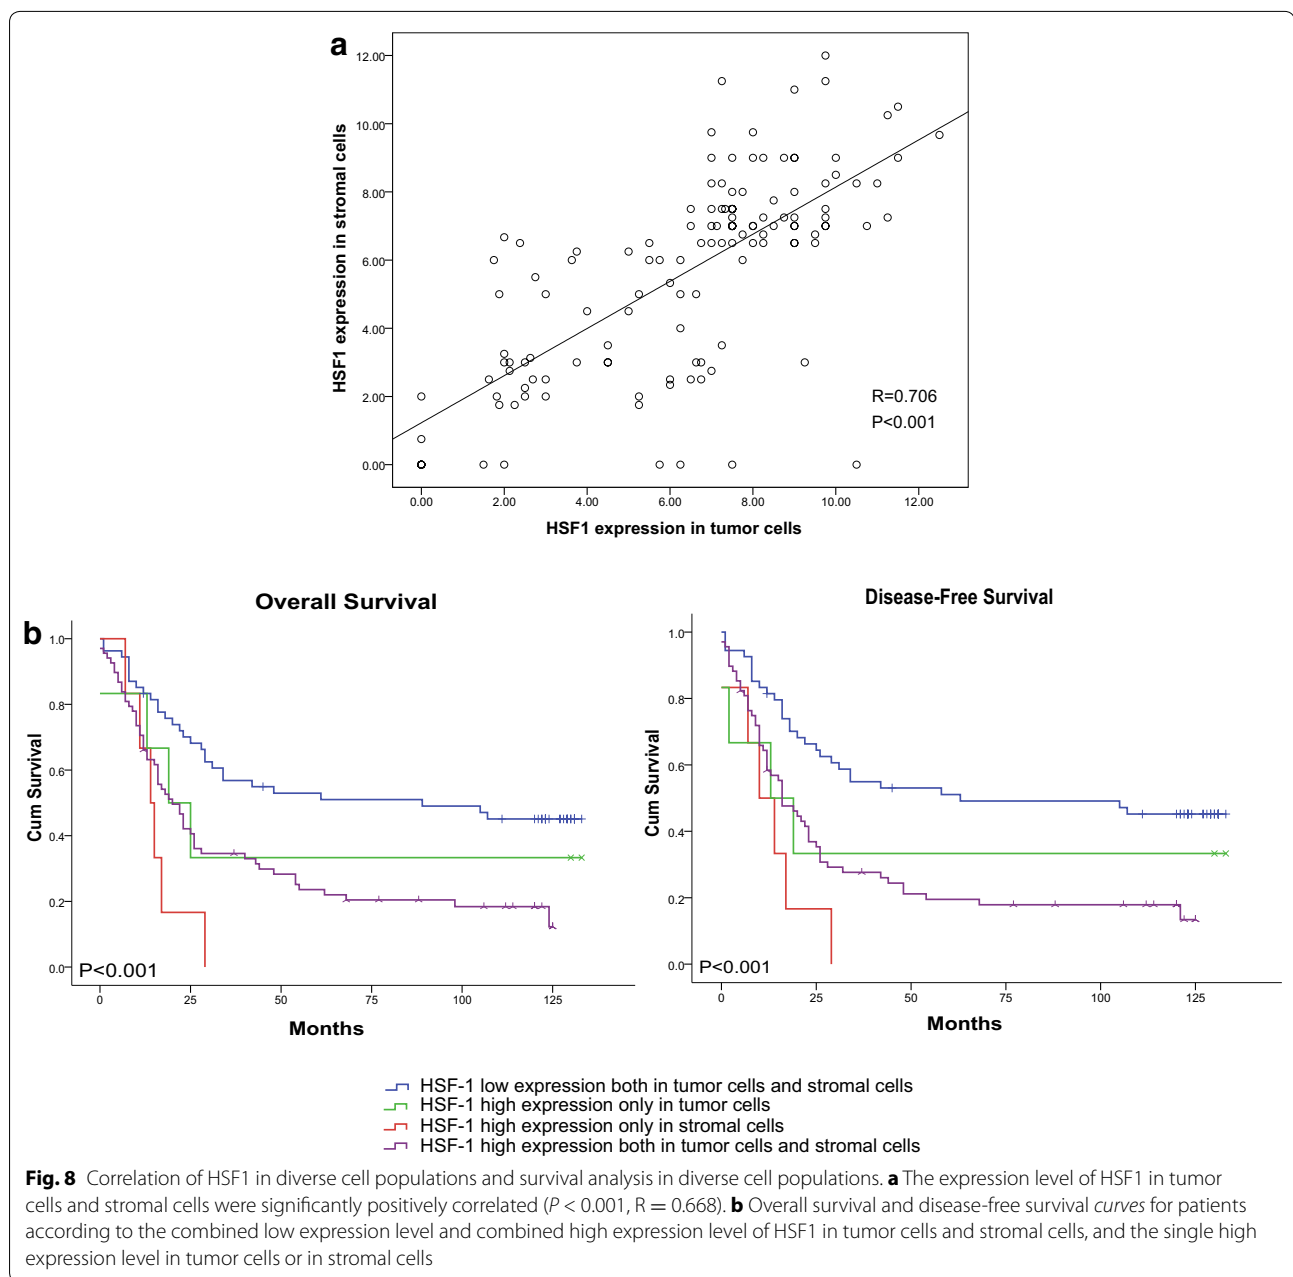 a
12.00
10.00
8.00
6.00
4.00
2.00
0.00
HSF1 expression in stromal cells
R=0.706
P<0.001
0.00 2.00 4.00 6.00 8.00 10.00 12.00
HSF1 expression in tumor cells
b
Overall Survival
1.0
0.8
0.6
0.4
0.2
0.0
Cum Survival
P<0.001
0 25 50 75 100 125
Months
Disease-Free Survival
1.0
0.8
0.6
0.4
0.2
0.0
Cum Survival
P<0.001
0 25 50 75 100 125
Months
HSF-1 low expression both in tumor cells and stromal cells
HSF-1 high expression only in tumor cells
HSF-1 high expression only in stromal cells
HSF-1 high expression both in tumor cells and stromal cells
Fig. 8 Correlation of HSF1 in diverse cell populations and survival analysis in diverse cell populations. a The expression level of HSF1 in tumor
cells and stromal cells were significantly positively correlated (P < 0.001, R = 0.668). b Overall survival and disease-free survival curves for patients
according to the combined low expression level and combined high expression level of HSF1 in tumor cells and stromal cells, and the single high
expression level in tumor cells or in stromal cells